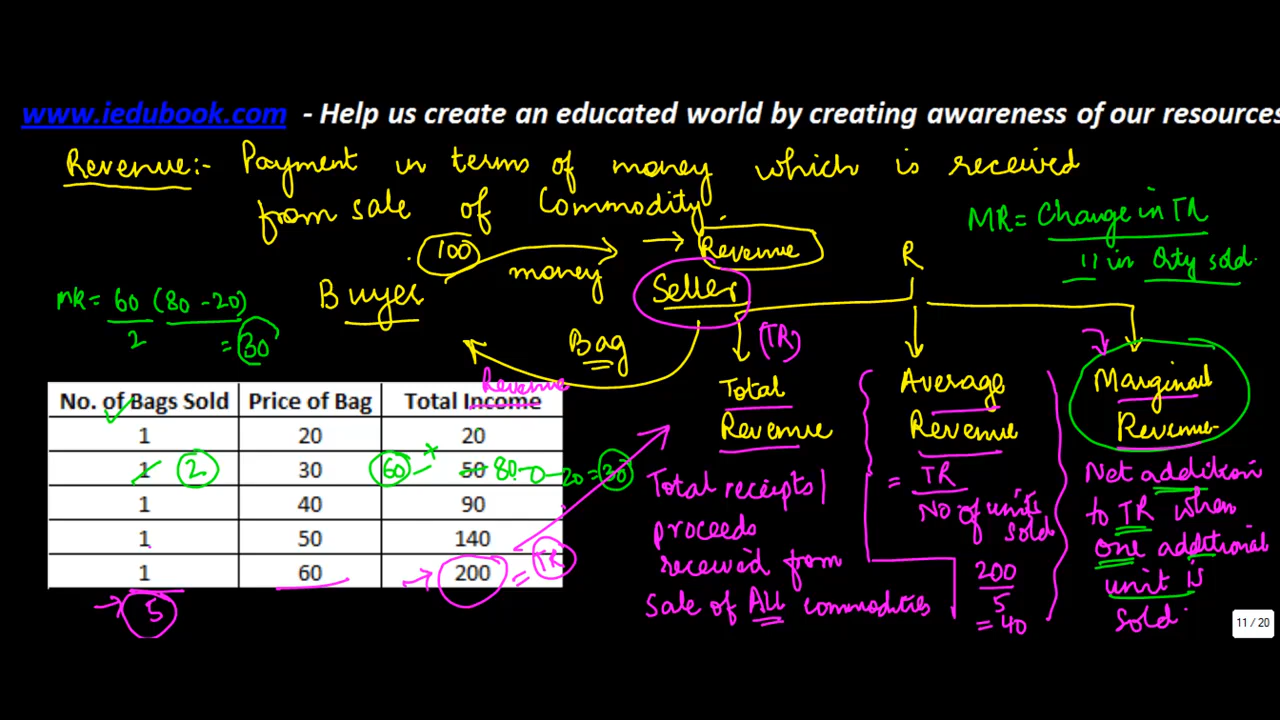 www.iedubook.com - Help us create an educated world by creating awareness of our resources
Revenue:- Payment in terms of money which is received
from sale of Commodity.
100
money
→ Revenue
Buyer
Seller
Bag
R
MR = Change in TR
11 in Qty sold.
MR = 60 (80 - 20)
2
= 30
(TR)
Total
Revenue
Total receipts/
proceeds
received from
sale of ALL commodities
Average
Revenue
= TR
No of units
sold
200
5
= 40
Marginal
Revenue
Net addition
to TR when
one additional
unit is
sold.
Revenue
No. of Bags Sold Price of Bag Total Income
1 20 20
1 2 30 60 + 50 80 - 20 = 30
1 40 90
1 50 140
1 60 200 = TR
5
11 / 20